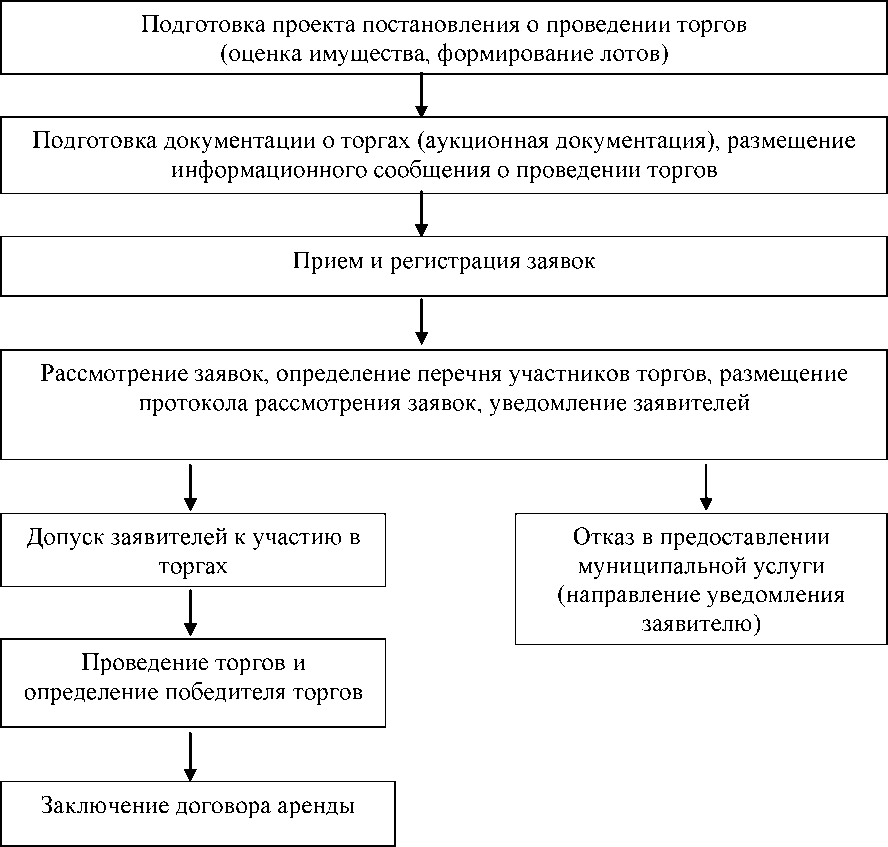 Подготовка проекта постановления о проведении торгов
(оценка имущества, формирование лотов)
Подготовка документации о торгах (аукционная документация), размещение
информационного сообщения о проведении торгов
Прием и регистрация заявок
Рассмотрение заявок, определение перечня участников торгов, размещение
протокола рассмотрения заявок, уведомление заявителей
Допуск заявителей к участию в
торгах
Отказ в предоставлении
муниципальной услуги
(направление уведомления
заявителю)
Проведение торгов и
определение победителя торгов
Заключение договора аренды